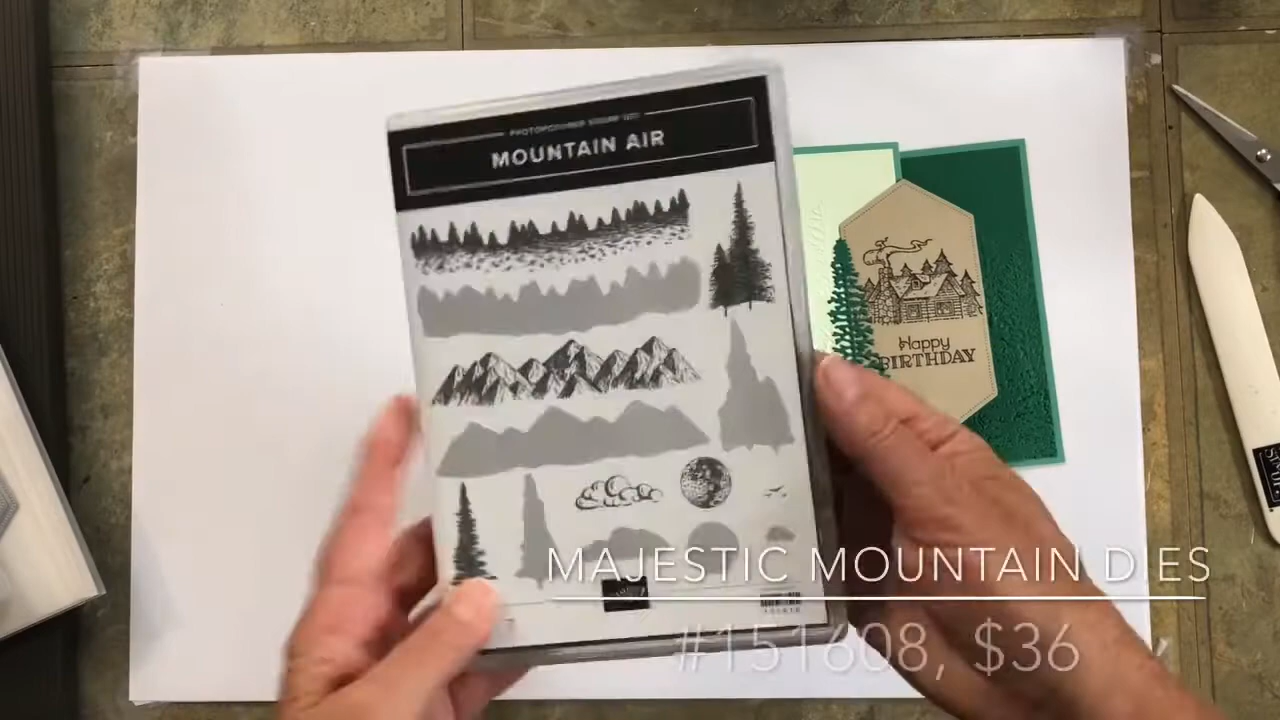 PHOTOPOLYMER STAMP SET
MOUNTAIN AIR
Happy
BIRTHDAY
MAJESTIC MOUNTAIN DIES
#151608, $36